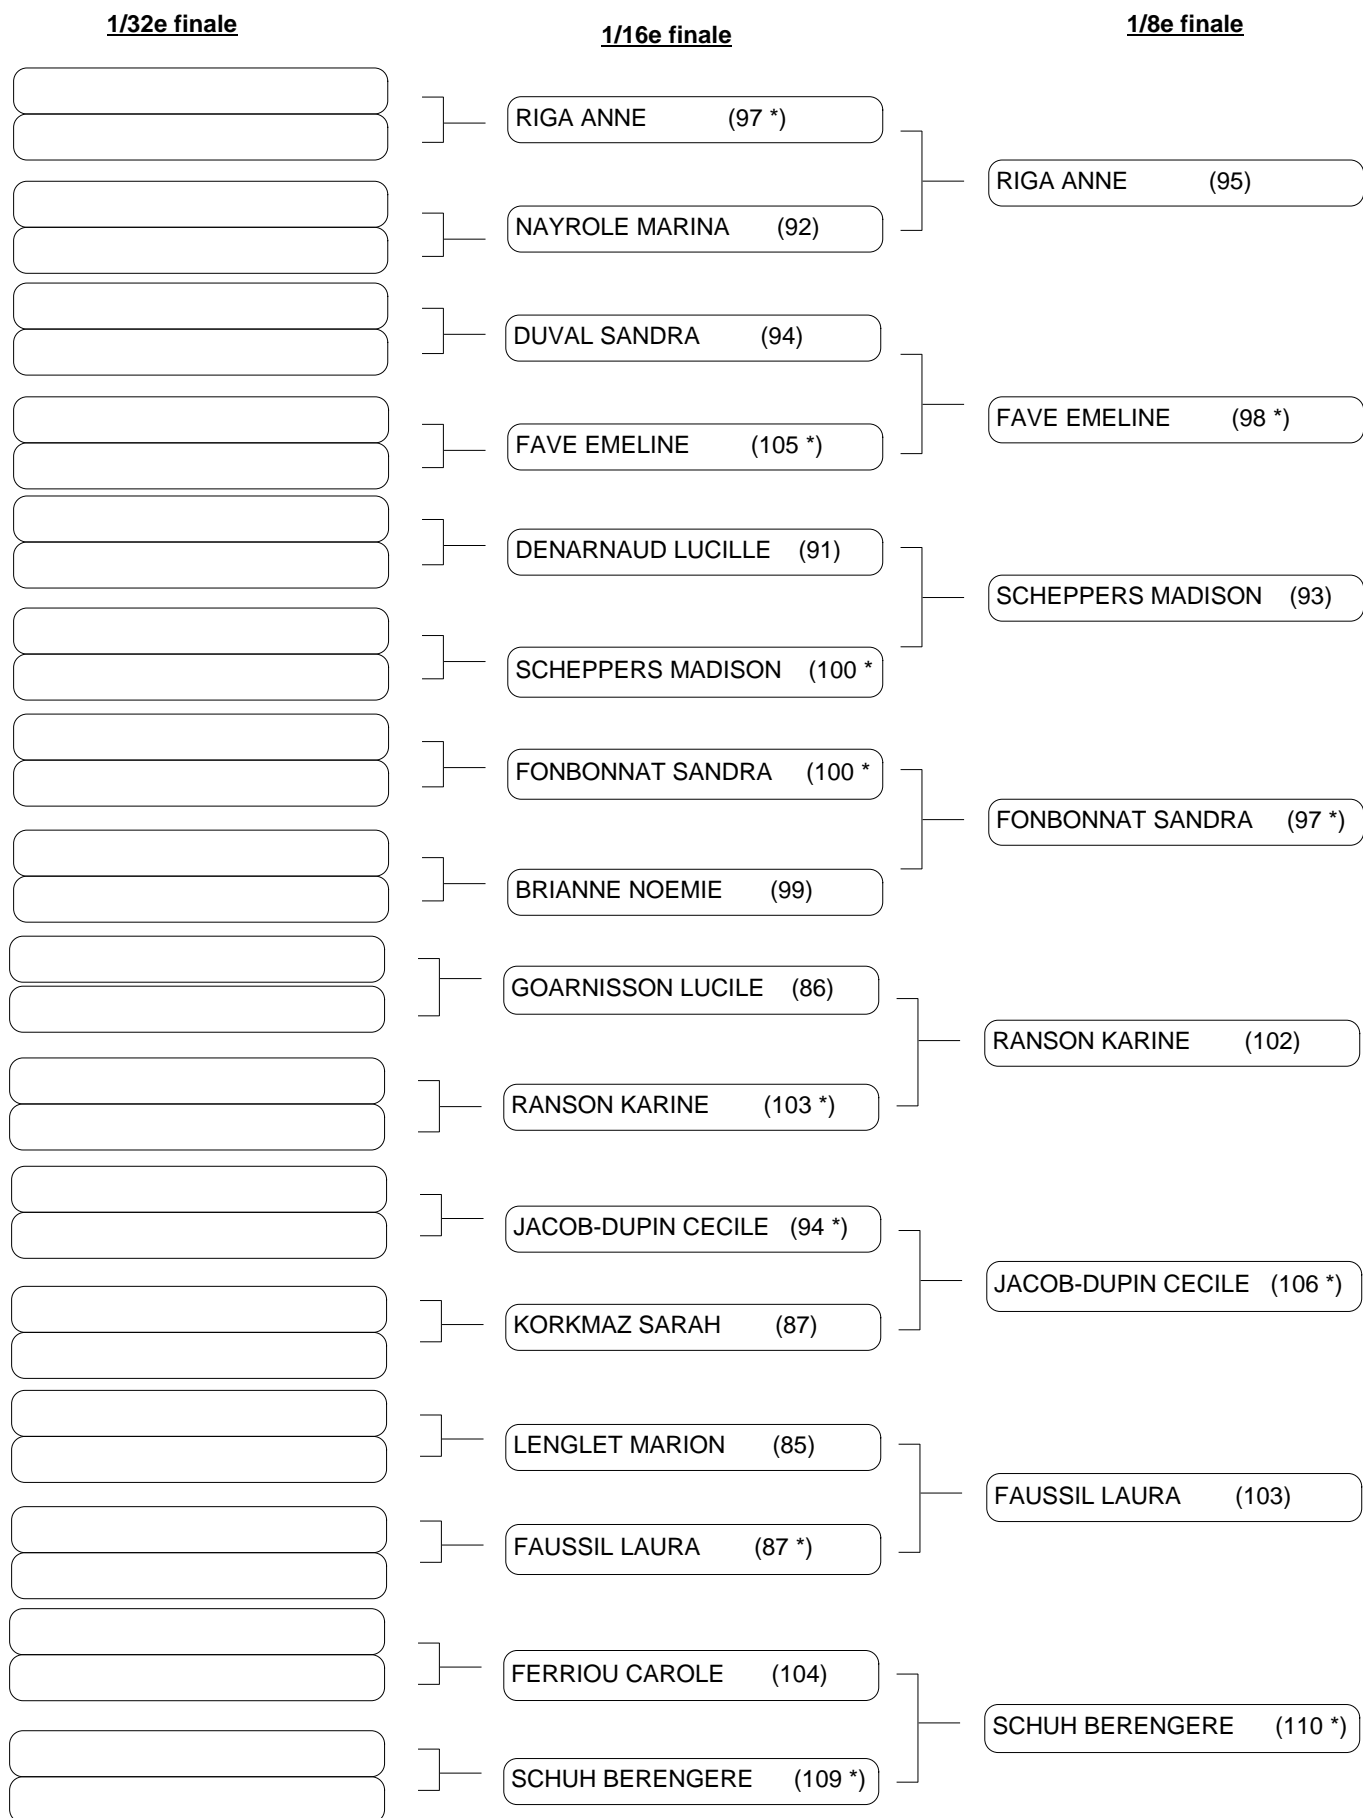 1/32e finale
1/16e finale
1/8e finale
RIGA ANNE (97 *)
RIGA ANNE (95)
NAYROLE MARINA (92)
DUVAL SANDRA (94)
FAVE EMELINE (98 *)
FAVE EMELINE (105 *)
DENARNAUD LUCILLE (91)
SCHEPPERS MADISON (93)
SCHEPPERS MADISON (100 *
FONBONNAT SANDRA (100 *
FONBONNAT SANDRA (97 *)
BRIANNE NOEMIE (99)
GOARNISSON LUCILE (86)
RANSON KARINE (102)
RANSON KARINE (103 *)
JACOB-DUPIN CECILE (94 *)
JACOB-DUPIN CECILE (106 *)
KORKMAZ SARAH (87)
LENGLET MARION (85)
FAUSSIL LAURA (103)
FAUSSIL LAURA (87 *)
FERRIOU CAROLE (104)
SCHUH BERENGERE (110 *)
SCHUH BERENGERE (109 *)